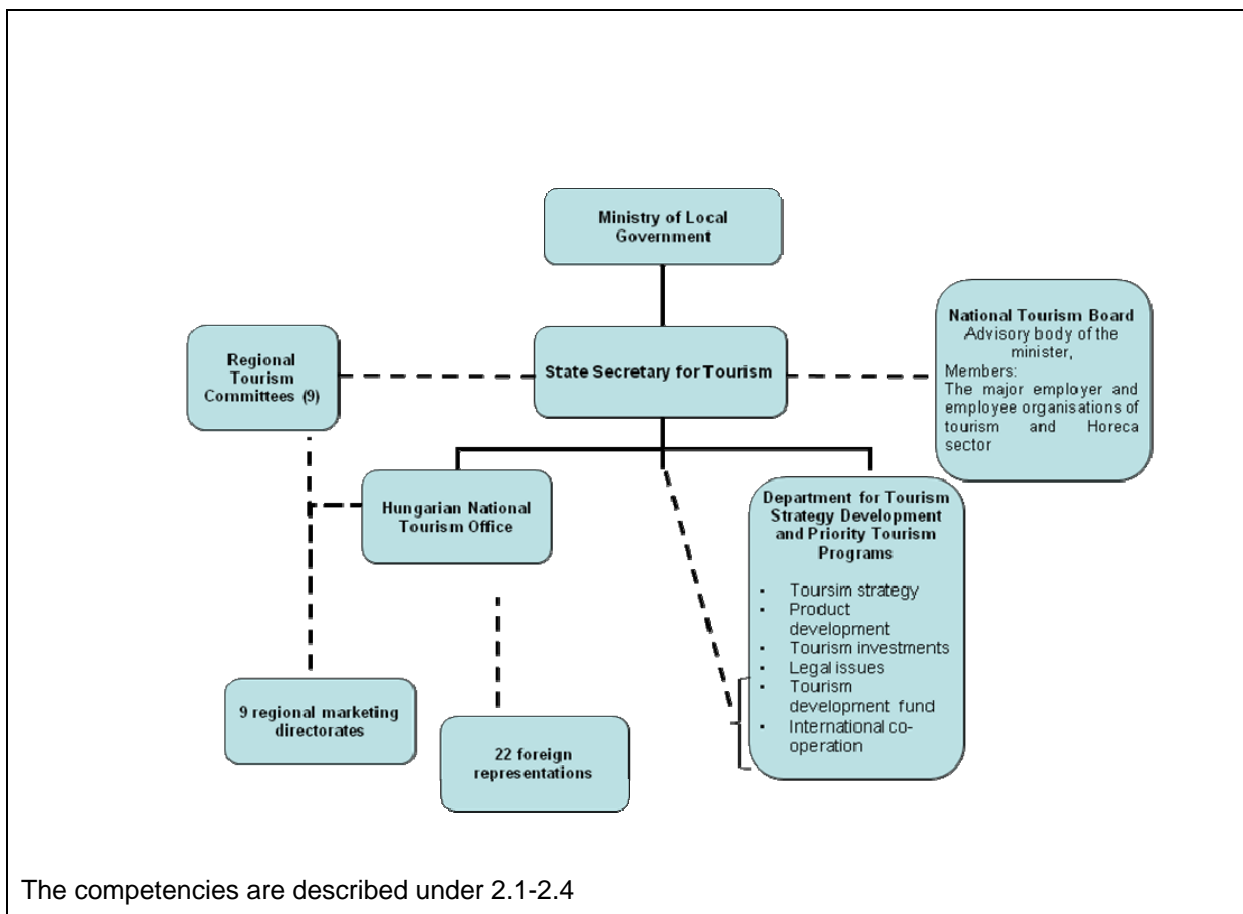 Ministry of Local
Government
Regional
Tourism
Committees (9)
State Secretary for Tourism
National Tourism Board
Advisory body of the
minister,
Members:
The major employer and
employee organisations of
tourism and Horeca
sector
Hungarian National
Tourism Office
Department for Tourism
Strategy Development
and Priority Tourism
Programs
▪ Toursim strategy
▪ Product
development
▪ Tourism investments
▪ Legal issues
▪ Tourism
development fund
▪ International co-
operation
9 regional marketing
directorates
22 foreign
representations
The competencies are described under 2.1-2.4